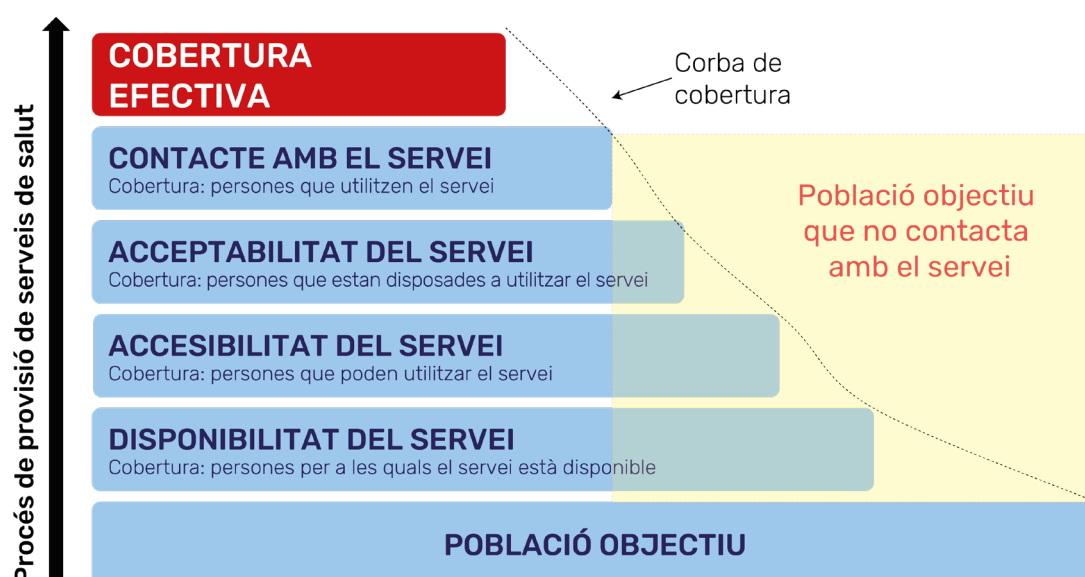 Procés de provisió de serveis de salut
COBERTURA
EFECTIVA
Corba de
cobertura
CONTACTE AMB EL SERVEI
Cobertura: persones que utilitzen el servei
Població objectiu
que no contacta
amb el servei
ACCEPTABILITAT DEL SERVEI
Cobertura: persones que estan disposades a utilitzar el servei
ACCESIBILITAT DEL SERVEI
Cobertura: persones que poden utilitzar el servei
DISPONIBILITAT DEL SERVEI
Cobertura: persones per a les quals el servei està disponible
POBLACIÓ OBJECTIU